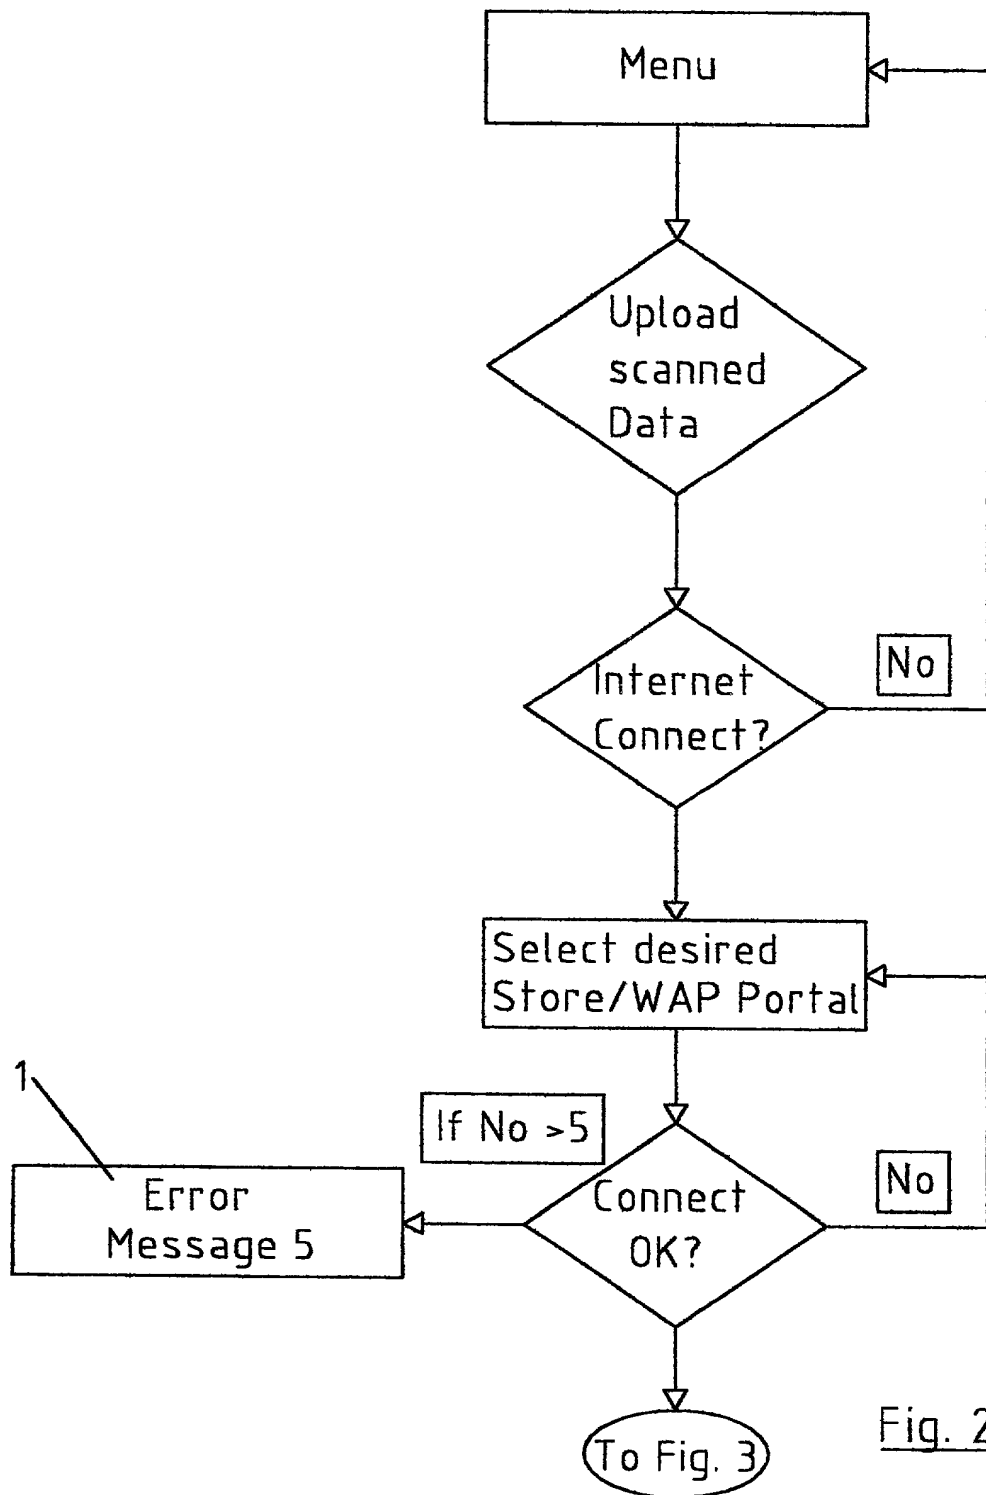 Menu
Upload
scanned
Data
Internet
Connect?
No
Select desired
Store/WAP Portal
1
If No >5
Error
Message 5
Connect
OK?
No
To Fig. 3
Fig. 2